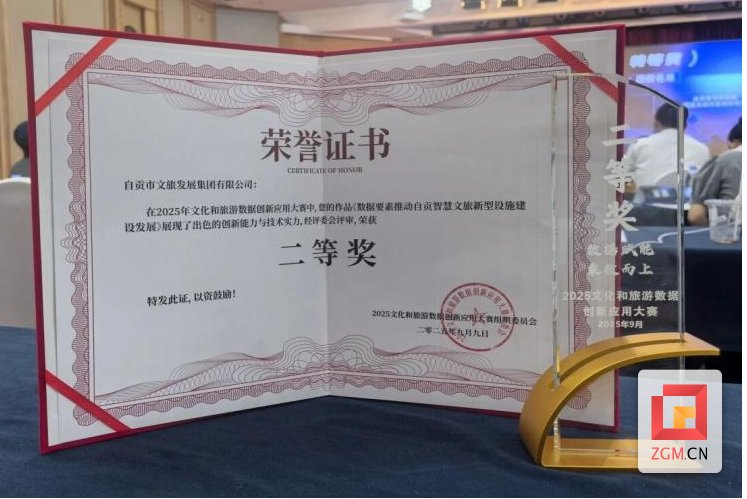 荣誉证书
CERTIFICATE OF HONOR
自贡市文旅发展集团有限公司：
在2025年文化和旅游数据创新应用大赛中，您的作品《数据要素推动自贡智慧文旅新型设施建
设发展》展现了出色的创新能力与技术实力，经评委会评审，荣获
二等奖
特发此证，以资鼓励！
2025文化和旅游数据创新应用大赛组织委员会
二零二五年九月九日
二等奖
数据赋能
乘数而上
2025文化和旅游数据
创新应用大赛
2025年9月
ZGM.CN